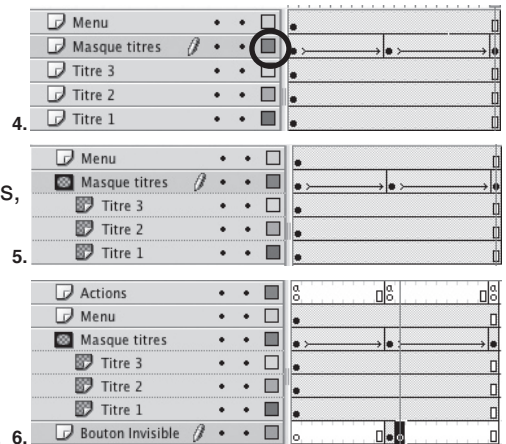 Menu
Masque titres
Titre 3
Titre 2
4. Titre 1
Menu
s,
Masque titres
Titre 3
Titre 2
5. Titre 1
Actions
Menu
Masque titres
Titre 3
Titre 2
Titre 1
6. Bouton Invisible